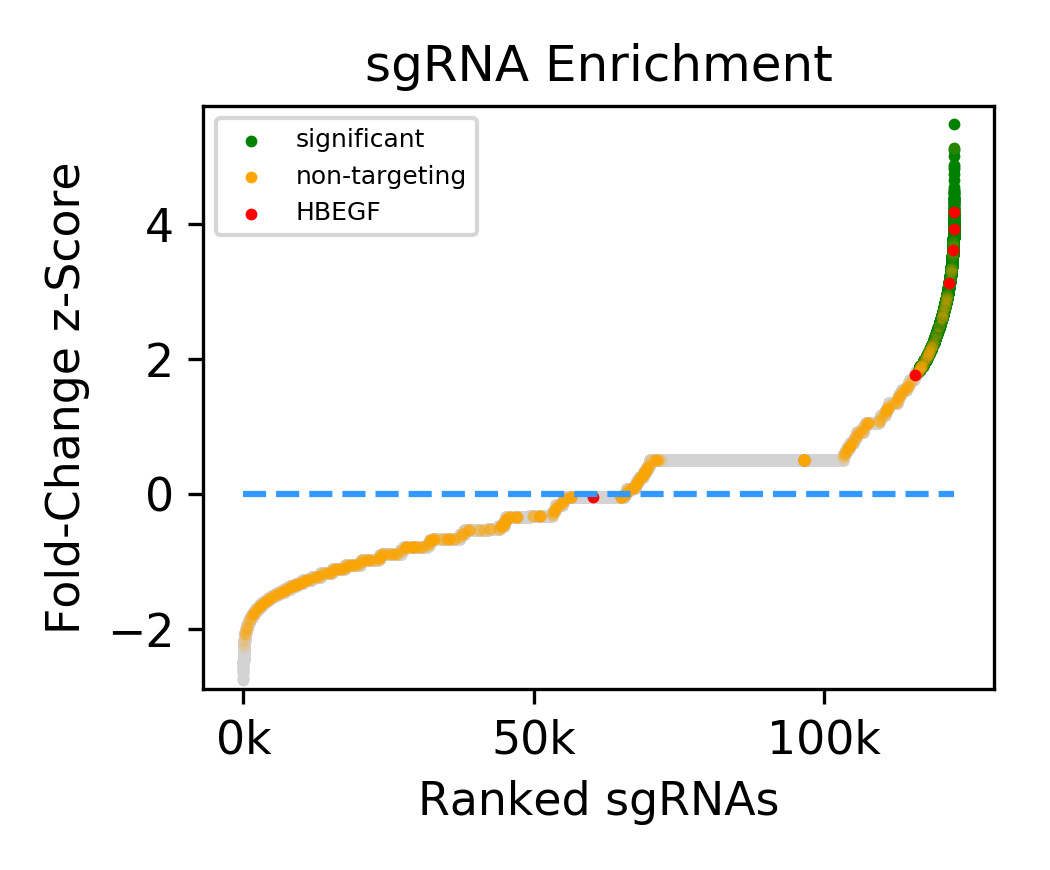 sgRNA Enrichment
significant
non-targeting
HBEGF
Fold-Change z-Score
4
2
0
−2
0k 50k 100k
Ranked sgRNAs